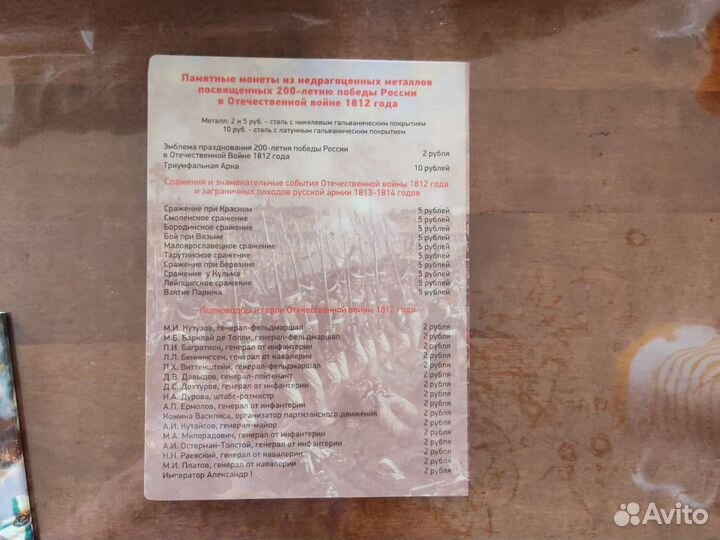 Памятные монеты из недрагоценных металлов
посвященных 200-летию победы России
в Отечественной войне 1812 года
Металл: 2 и 5 руб. - сталь с никелевым гальваническим покрытием
10 руб. - сталь с латунным гальваническим покрытием
Эмблема празднования 200-летия победы России
в Отечественной Войне 1812 года 2 рубля
Триумфальная Арка 10 рублей
Сражения и знаменательные события Отечественной войны 1812 года
и заграничных походов русской армии 1813-1814 годов
Сражение при Красном 5 рублей
Смоленское сражение 5 рублей
Бородинское сражение 5 рублей
Бой при Вязьме 5 рублей
Малоярославецкое сражение 5 рублей
Тарутинское сражение 5 рублей
Сражение при Березине 5 рублей
Сражение у Кульма 5 рублей
Лейпцигское сражение 5 рублей
Взятие Парижа 5 рублей
Полководцы и герои Отечественной войны 1812 года
М.И. Кутузов, генерал-фельдмаршал 2 рубля
М.Б. Барклай де Толли, генерал-фельдмаршал 2 рубля
П.И. Багратион, генерал от инфантерии 2 рубля
Л.Л. Беннингсен, генерал от кавалерии 2 рубля
П.Х. Витгенштейн, генерал-фельдмаршал 2 рубля
Д.В. Давыдов, генерал-лейтенант 2 рубля
Д.С. Дохтуров, генерал от инфантерии 2 рубля
Н.А. Дурова, штабс-ротмистр 2 рубля
А.П. Ермолов, генерал от инфантерии 2 рубля
Кожина Василиса, организатор партизанского движения 2 рубля
А.И. Кутайсов, генерал-майор 2 рубля
М.А. Милорадович, генерал от инфантерии 2 рубля
А.И. Остерман-Толстой, генерал от инфантерии 2 рубля
Н.Н. Раевский, генерал от кавалерии 2 рубля
М.И. Платов, генерал от кавалерии 2 рубля
Император Александр I 2 рубля
Avito